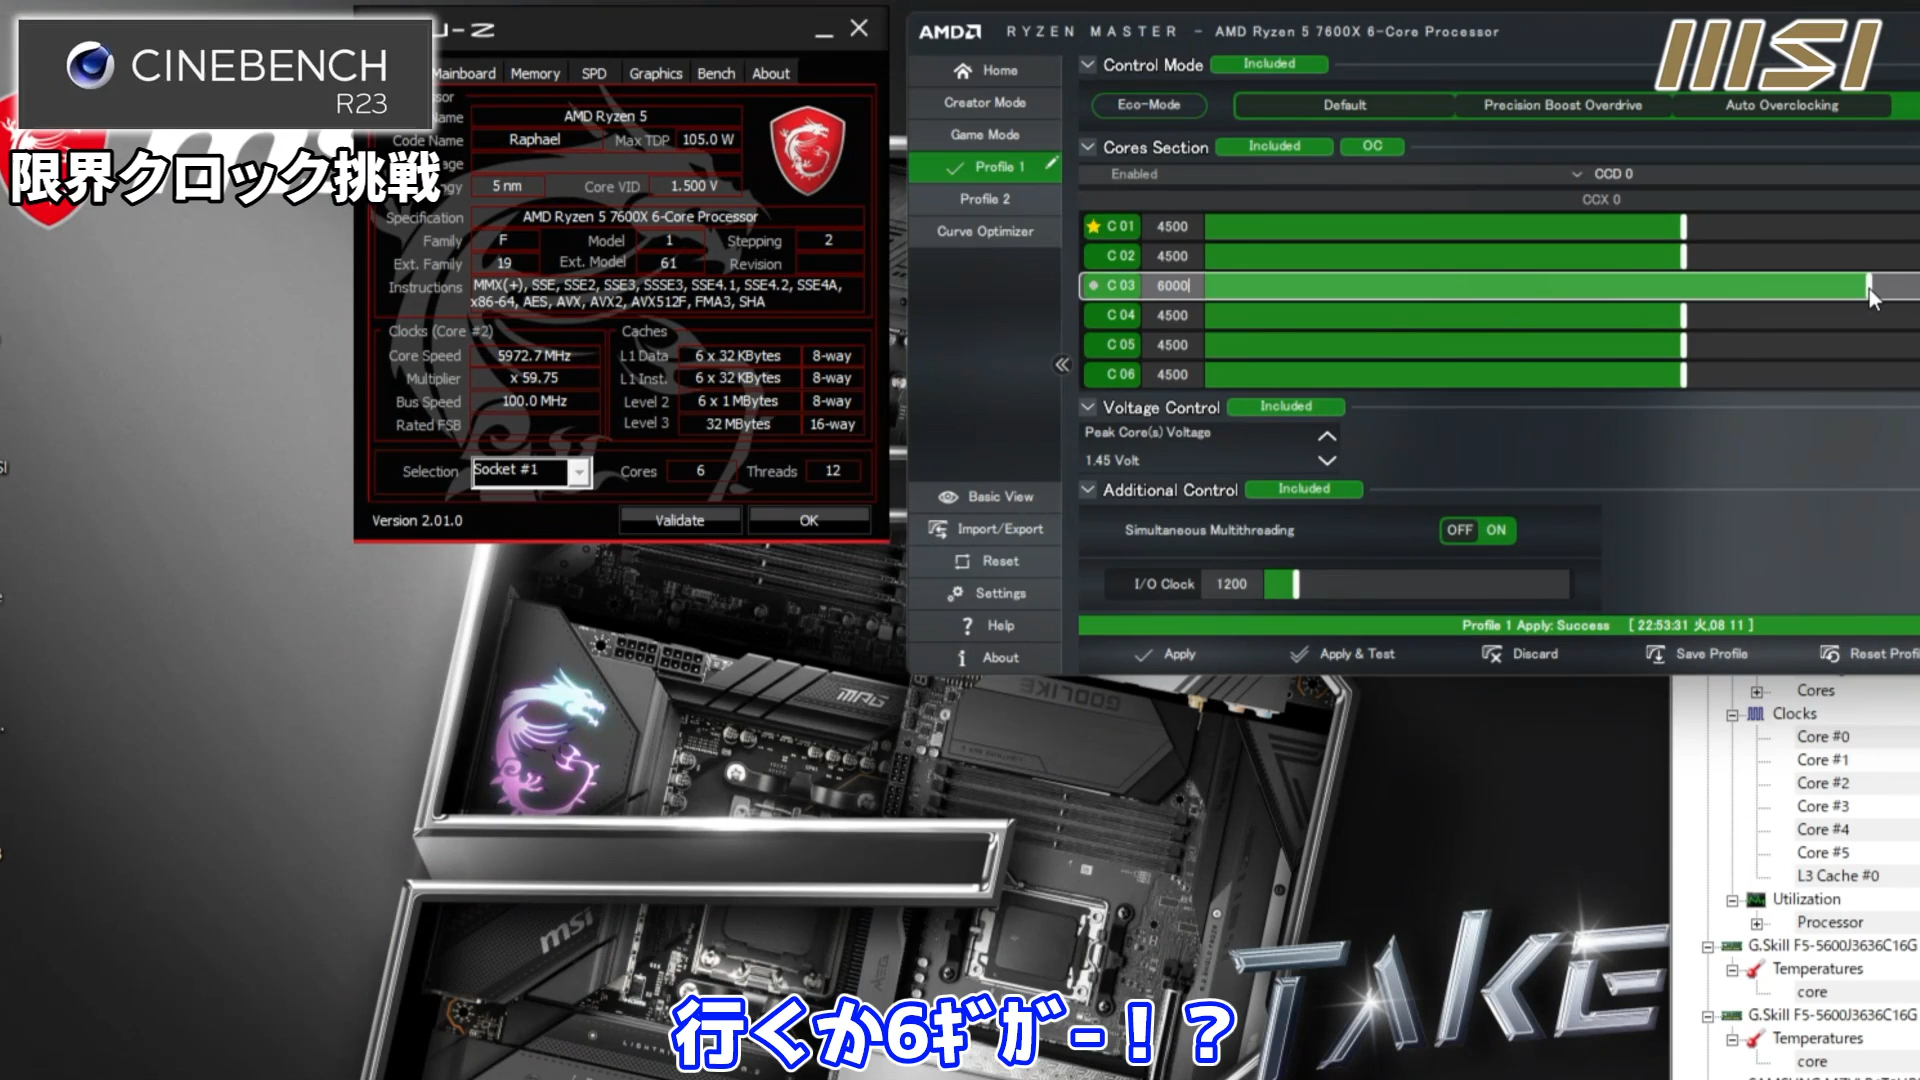 CINEBENCH
R23
限界クロック挑戦
Mainboard Memory SPD Graphics Bench About
AMD Ryzen 5
Code Name Raphael Max TDP 105.0 W
5 nm Core VID 1.500 V
Specification AMD Ryzen 5 7600X 6-Core Processor
Family F Model 1 Stepping 2
Ext. Family 19 Ext. Model 61 Revision
Instructions MMX(+), SSE, SSE2, SSE3, SSSE3, SSE4.1, SSE4.2, SSE4A,
x86-64, AES, AVX, AVX2, AVX512F, FMA3, SHA
Clocks (Core #2)
Core Speed 5972.7 MHz
Multiplier x 59.75
Bus Speed 100.0 MHz
Rated FSB
Caches
L1 Data 6 x 32 KBytes 8-way
L1 Inst. 6 x 32 KBytes 8-way
Level 2 6 x 1 MBytes 8-way
Level 3 32 MBytes 16-way
Selection Socket #1 Cores 6 Threads 12
Version 2.01.0 Validate OK
AMD RYZEN MASTER - AMD Ryzen 5 7600X 6-Core Processor
msi
Home
Creator Mode
Game Mode
Profile 1
Profile 2
Curve Optimizer
Basic View
Import/Export
Reset
Settings
Help
About
Control Mode Included
Eco-Mode Default Precision Boost Overdrive Auto Overclocking
Cores Section Included OC
Enabled CCD 0
CCX 0
C 01 4500
C 02 4500
C 03 6000
C 04 4500
C 05 4500
C 06 4500
Voltage Control Included
Peak Core(s) Voltage
1.45 Volt
Additional Control Included
Simultaneous Multithreading OFF ON
I/O Clock 1200
Profile 1 Apply: Success [ 22:53:31 火,08 11 ]
Apply Apply & Test Discard Save Profile Reset Profi
Cores
Clocks
Core #0
Core #1
Core #2
Core #3
Core #4
Core #5
L3 Cache #0
Utilization
Processor
G.Skill F5-5600J3636C16G
Temperatures
core
G.Skill F5-5600J3636C16G
Temperatures
core
MPG
GODLIKE
msi
MEG
TAKE
行くか6ｷﾞｶﾞｰ！？